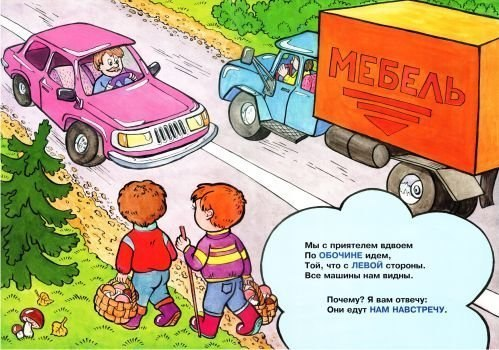 МЕБЕЛЬ
Мы с приятелем вдвоем
По ОБОЧИНЕ идем,
Той, что с ЛЕВОЙ стороны.
Все машины нам видны.
Почему? Я вам отвечу:
Они едут НАМ НАВСТРЕЧУ.